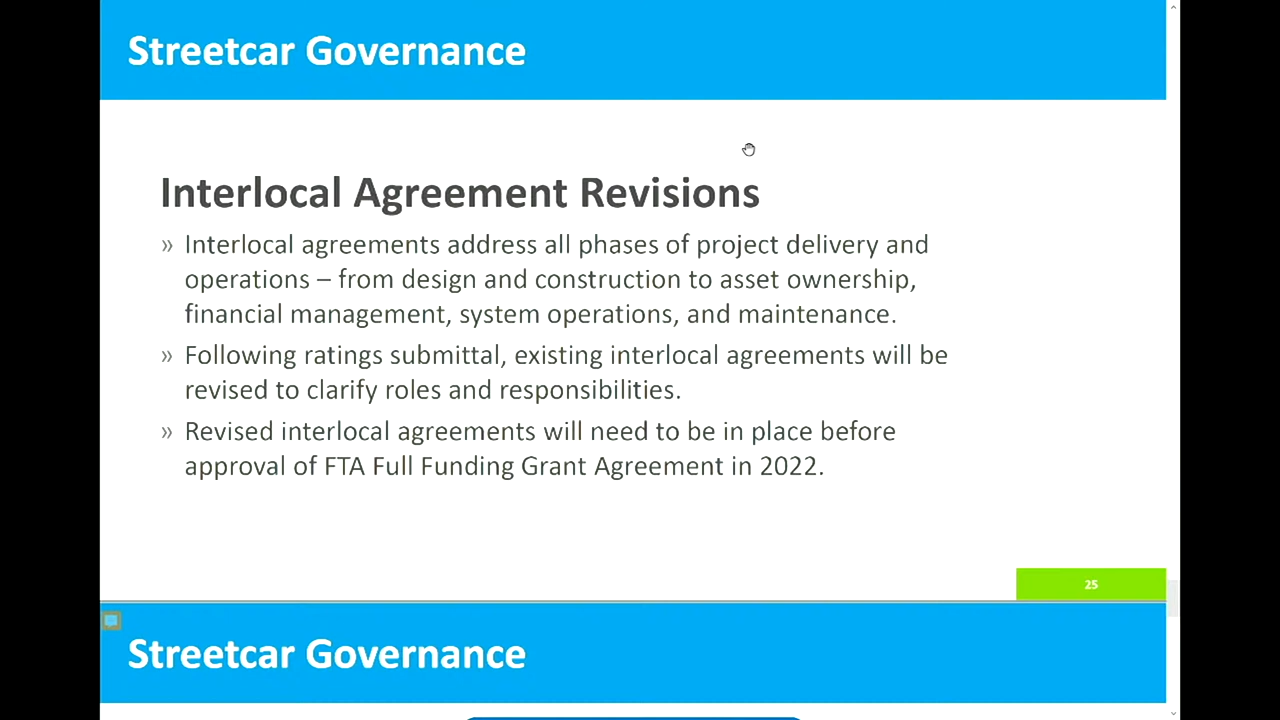 Streetcar Governance
Interlocal Agreement Revisions
» Interlocal agreements address all phases of project delivery and
operations – from design and construction to asset ownership,
financial management, system operations, and maintenance.
» Following ratings submittal, existing interlocal agreements will be
revised to clarify roles and responsibilities.
» Revised interlocal agreements will need to be in place before
approval of FTA Full Funding Grant Agreement in 2022.
25
Streetcar Governance